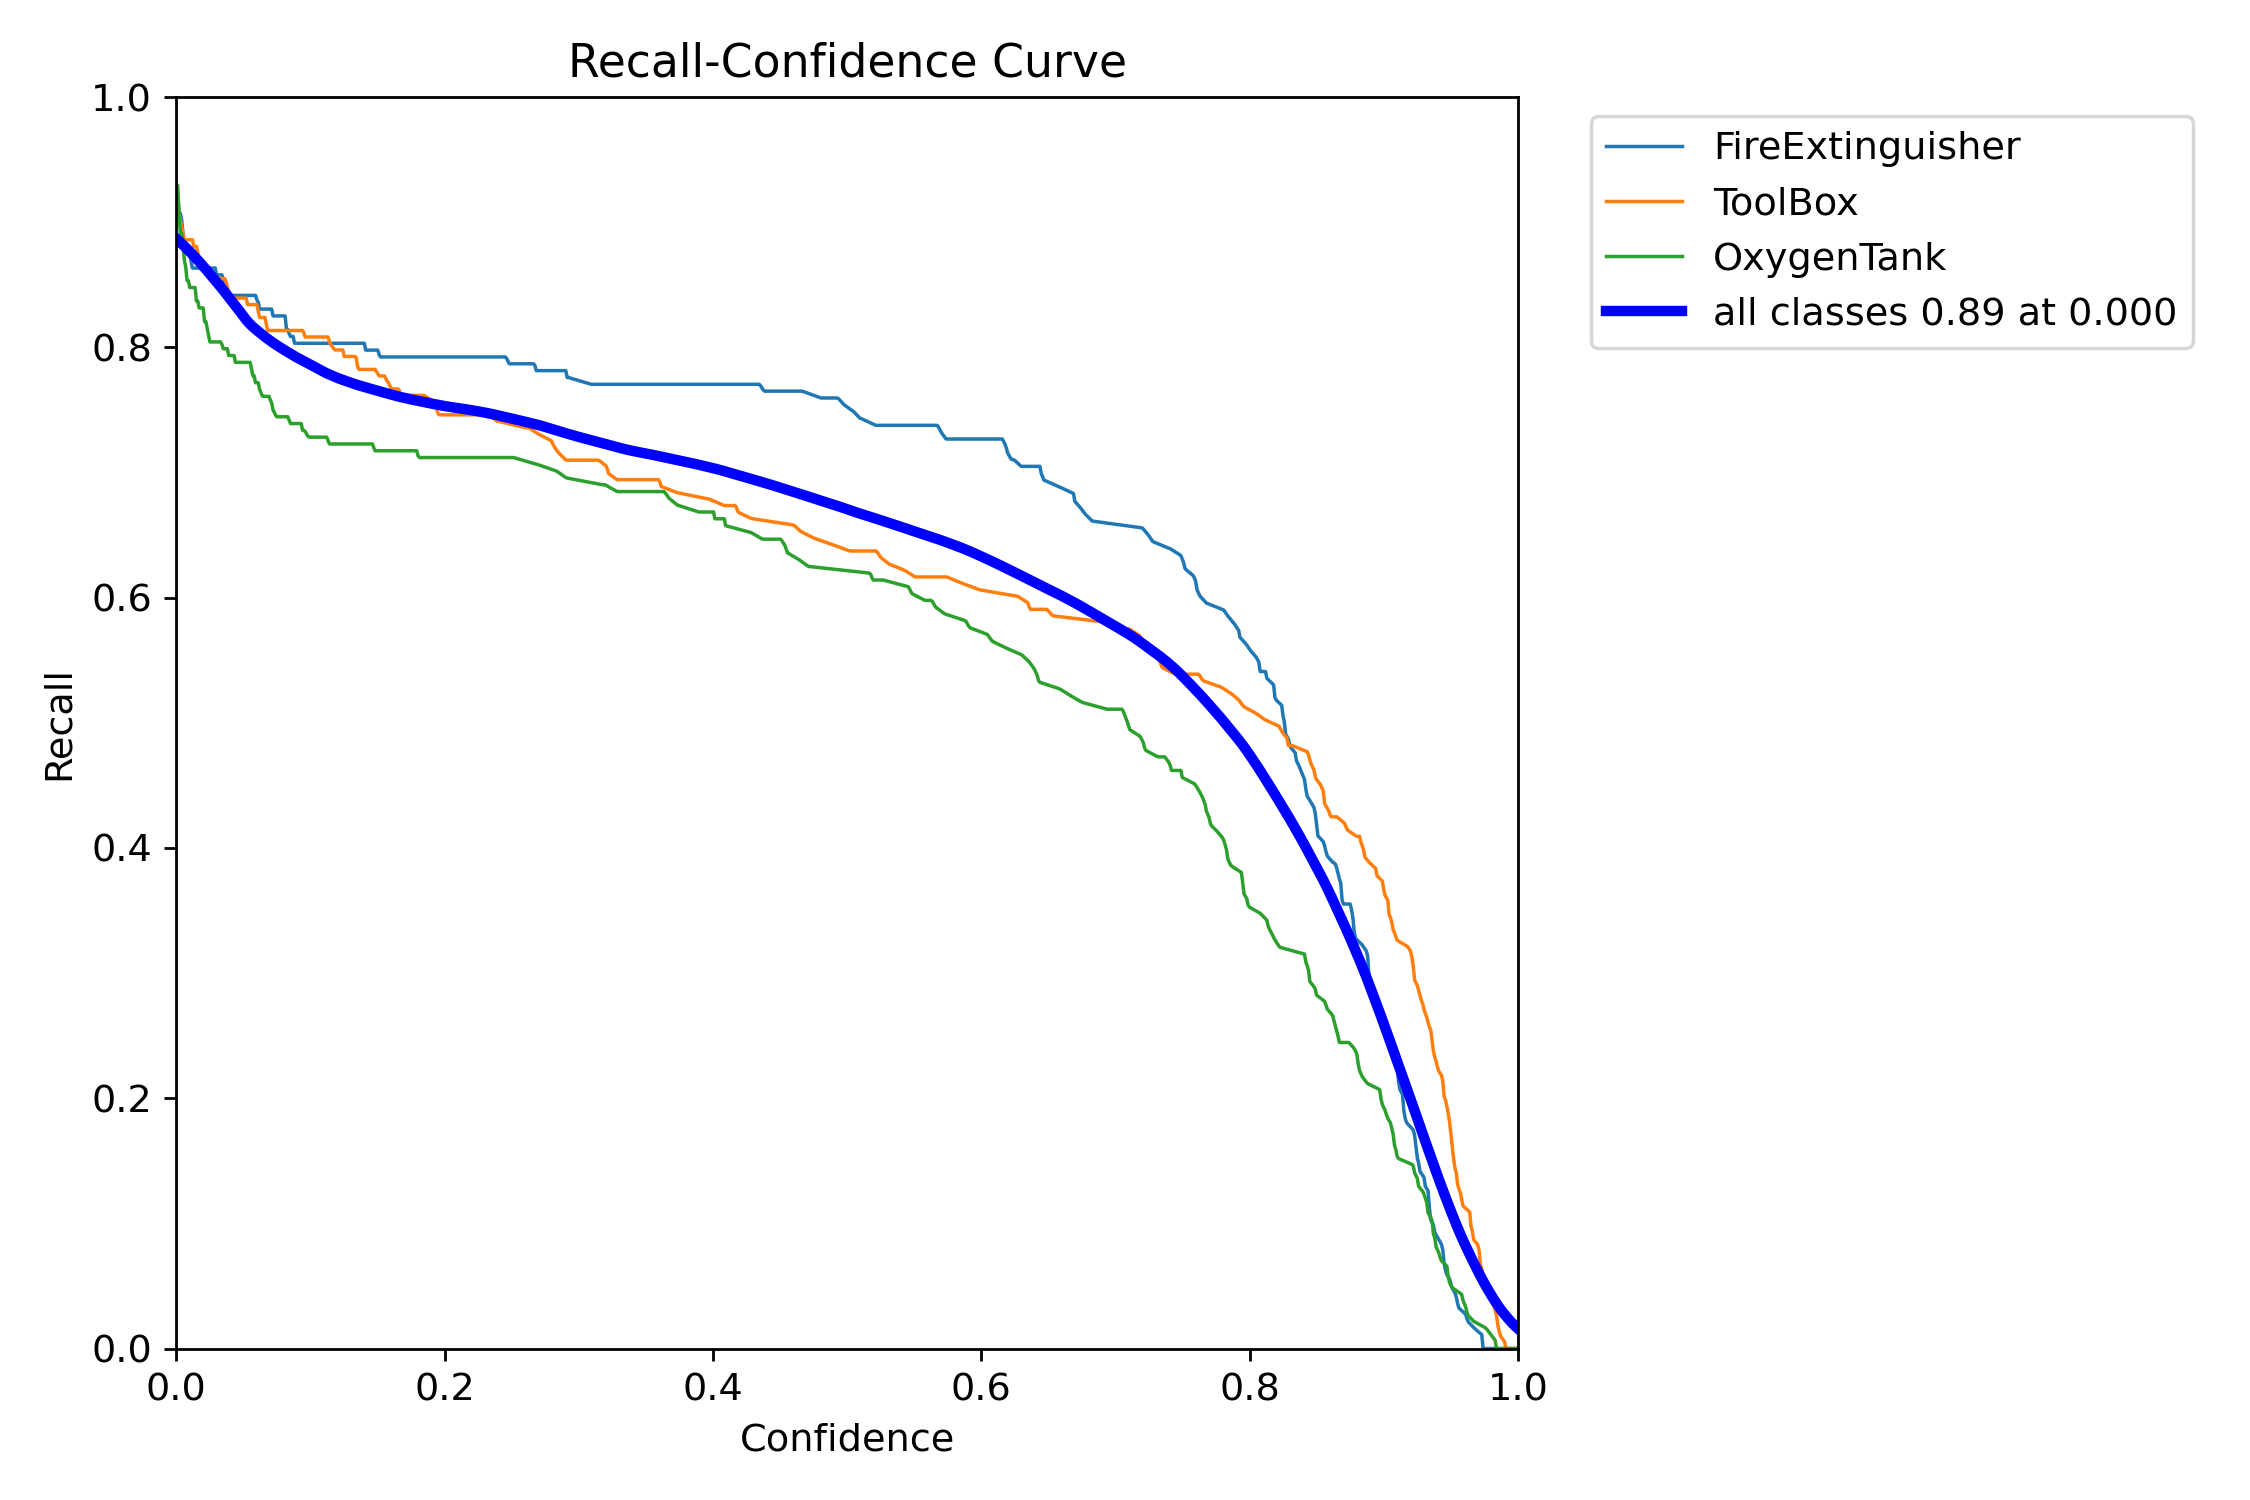 Recall-Confidence Curve
1.0
0.8
0.6
0.4
0.2
0.0
Recall
0.0 0.2 0.4 0.6 0.8 1.0
Confidence
FireExtinguisher
ToolBox
OxygenTank
all classes 0.89 at 0.000